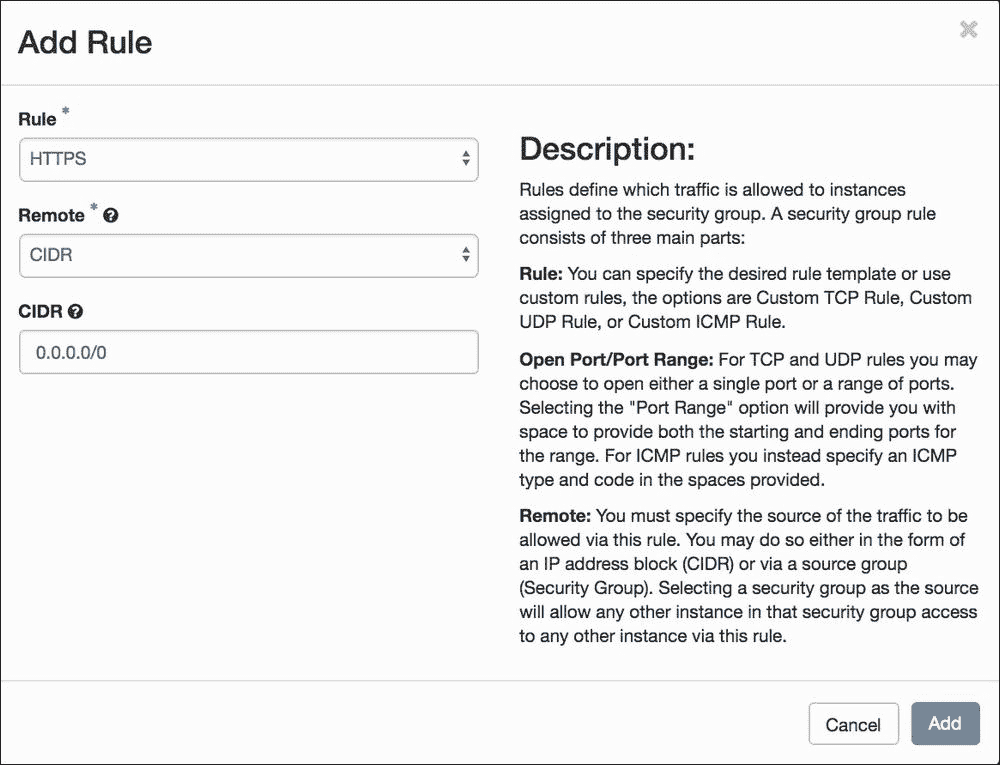 Add Rule
Rule *
HTTPS
Remote *
CIDR
CIDR
0.0.0.0/0
Description:
Rules define which traffic is allowed to instances
assigned to the security group. A security group rule
consists of three main parts:
Rule: You can specify the desired rule template or use
custom rules, the options are Custom TCP Rule, Custom
UDP Rule, or Custom ICMP Rule.
Open Port/Port Range: For TCP and UDP rules you may
choose to open either a single port or a range of ports.
Selecting the "Port Range" option will provide you with
space to provide both the starting and ending ports for
the range. For ICMP rules you instead specify an ICMP
type and code in the spaces provided.
Remote: You must specify the source of the traffic to be
allowed via this rule. You may do so either in the form of
an IP address block (CIDR) or via a source group
(Security Group). Selecting a security group as the source
will allow any other instance in that security group access
to any other instance via this rule.
Cancel
Add